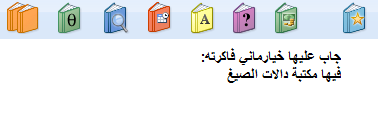 θ
A
?
جاب عليها خيارماني فاكرته:
فيها مكتبة دالات الصيغ